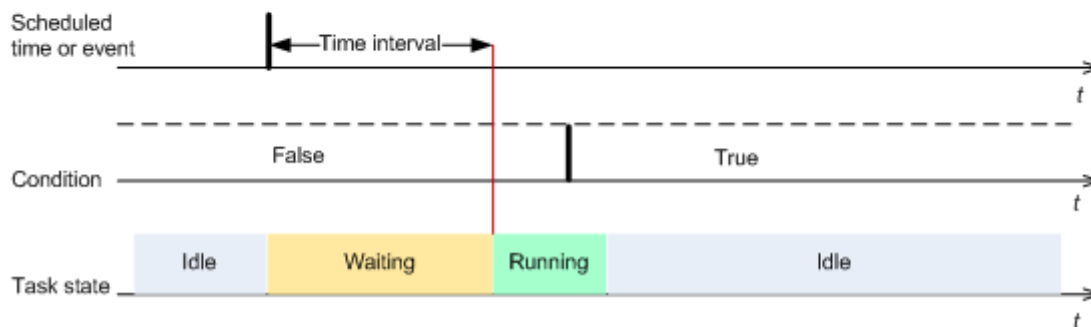 Scheduled
time or event
Time interval
t
False
True
Condition
t
Idle
Waiting
Running
Idle
Task state
t